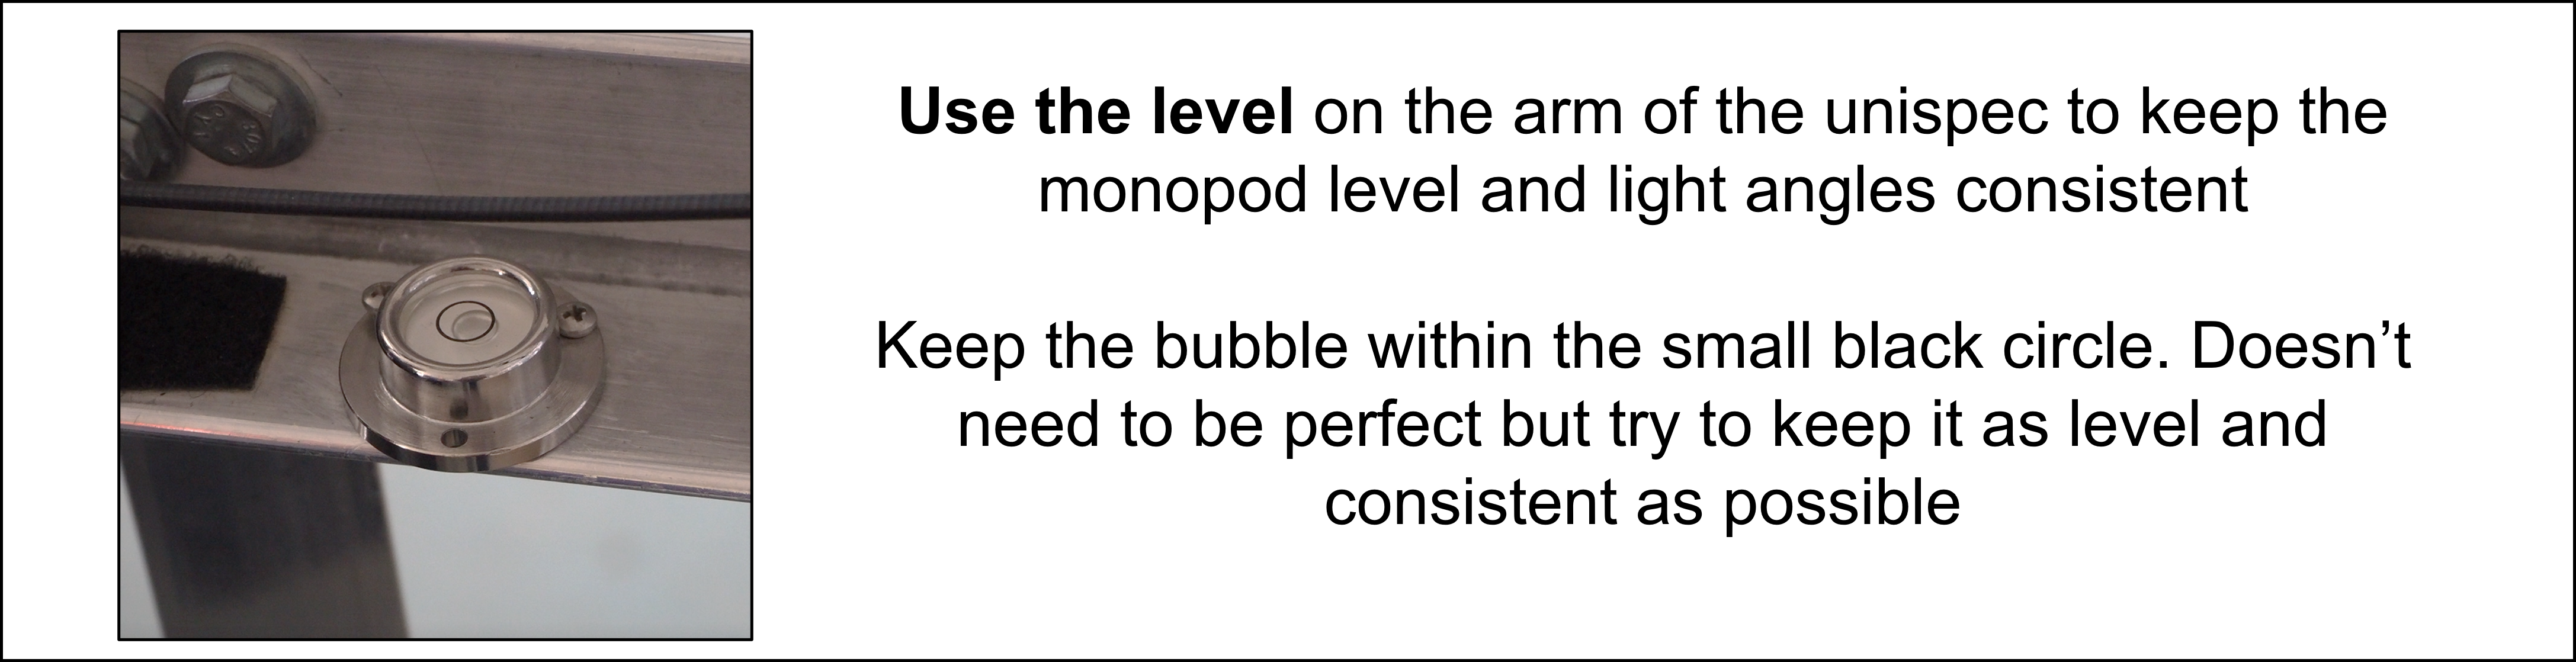 Use the level on the arm of the unispec to keep the
monopod level and light angles consistent
Keep the bubble within the small black circle. Doesn’t
need to be perfect but try to keep it as level and
consistent as possible